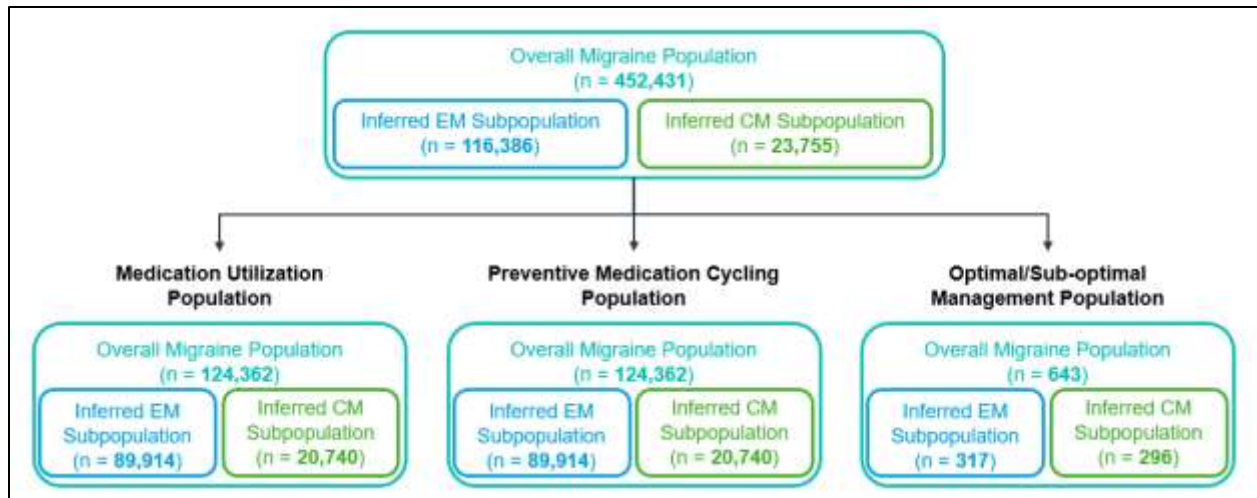 Overall Migraine Population
(n = 452,431)
Inferred EM Subpopulation
(n = 116,386)
Inferred CM Subpopulation
(n = 23,755)
Medication Utilization
Population
Overall Migraine Population
(n = 124,362)
Inferred EM
Subpopulation
(n = 89,914)
Inferred CM
Subpopulation
(n = 20,740)
Preventive Medication Cycling
Population
Overall Migraine Population
(n = 124,362)
Inferred EM
Subpopulation
(n = 89,914)
Inferred CM
Subpopulation
(n = 20,740)
Optimal/Sub-optimal
Management Population
Overall Migraine Population
(n = 643)
Inferred EM
Subpopulation
(n = 317)
Inferred CM
Subpopulation
(n = 296)